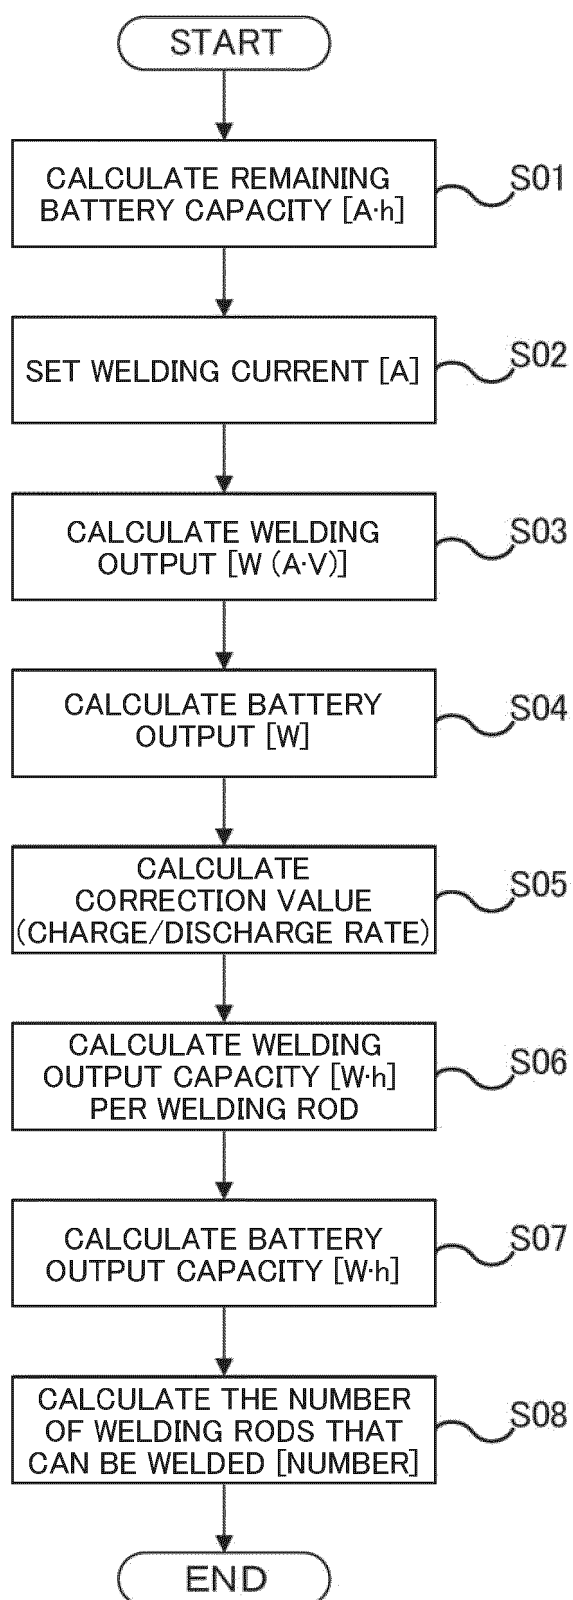 START
CALCULATE REMAINING
BATTERY CAPACITY [A·h]
S01
SET WELDING CURRENT [A]
S02
CALCULATE WELDING
OUTPUT [W (A·V)]
S03
CALCULATE BATTERY
OUTPUT [W]
S04
CALCULATE
CORRECTION VALUE
(CHARGE/DISCHARGE RATE)
S05
CALCULATE WELDING
OUTPUT CAPACITY [W·h]
PER WELDING ROD
S06
CALCULATE BATTERY
OUTPUT CAPACITY [W·h]
S07
CALCULATE THE NUMBER
OF WELDING RODS THAT
CAN BE WELDED [NUMBER]
S08
END